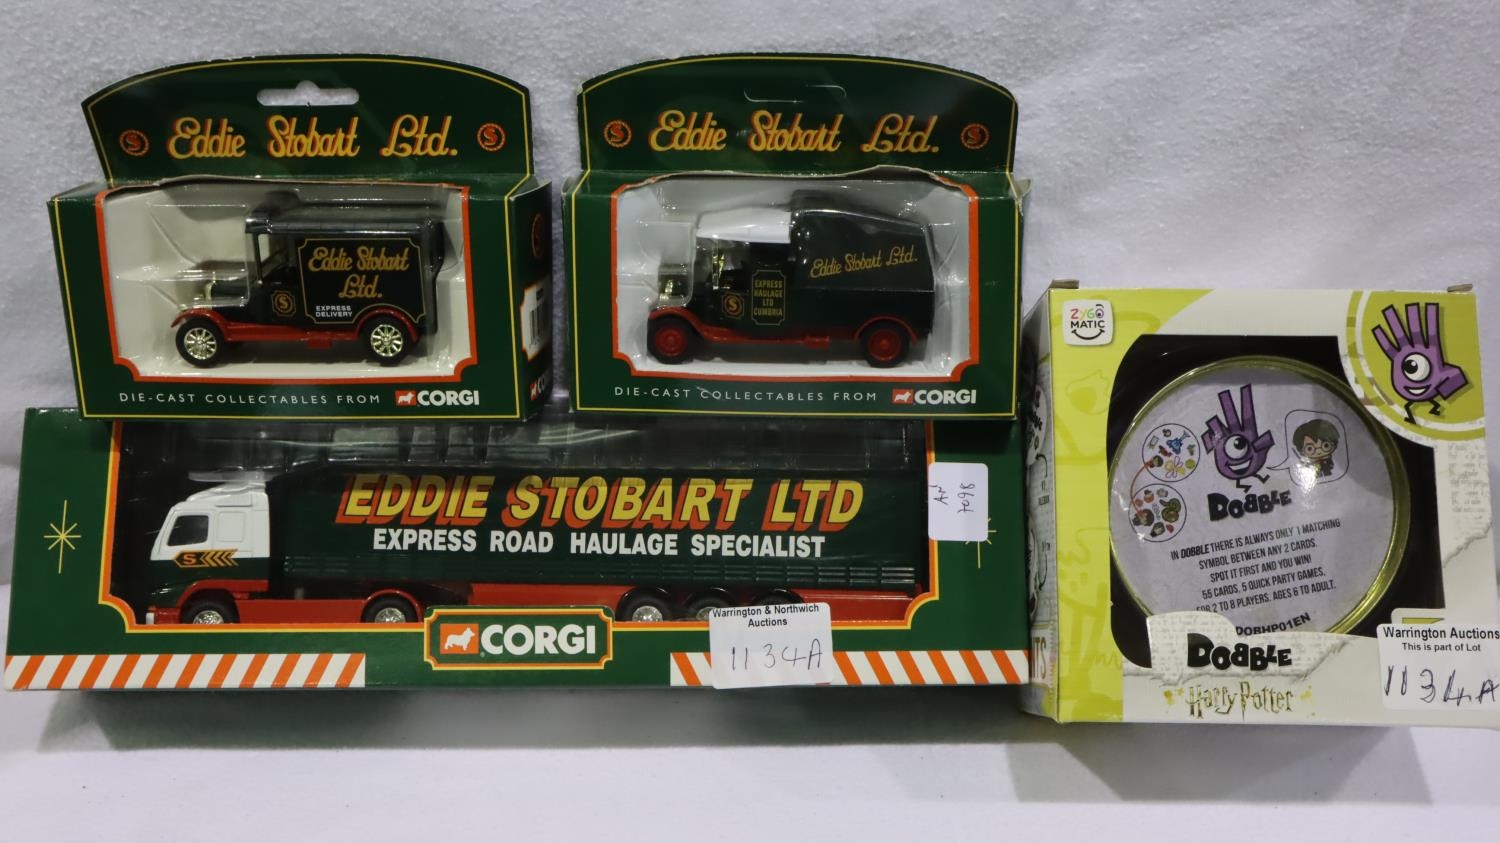 S Eddie Stobart Ltd. S
Eddie Stobart
Ltd.
S
EXPRESS
DELIVERY
DIE-CAST COLLECTABLES FROM CORGI
S Eddie Stobart Ltd. S
Eddie Stobart Ltd.
S
EXPRESS
HAULAGE
LTD
CUMBRIA
DIE-CAST COLLECTABLES FROM CORGI
EDDIE STOBART LTD
EXPRESS ROAD HAULAGE SPECIALIST
S
CORGI
Warrington & Northwich
Auctions
1134A
ZYGO
MATIC
DOBBLE
IN DOBBLE THERE IS ALWAYS ONLY 1 MATCHING
SYMBOL BETWEEN ANY 2 CARDS.
SPOT IT FIRST AND YOU WIN!
55 CARDS, 5 QUICK PARTY GAMES,
FOR 2 TO 8 PLAYERS. AGES 6 TO ADULT.
DOBHP01EN
DOBBLE
Harry Potter
Warrington Auctions
This is part of Lot
1134A